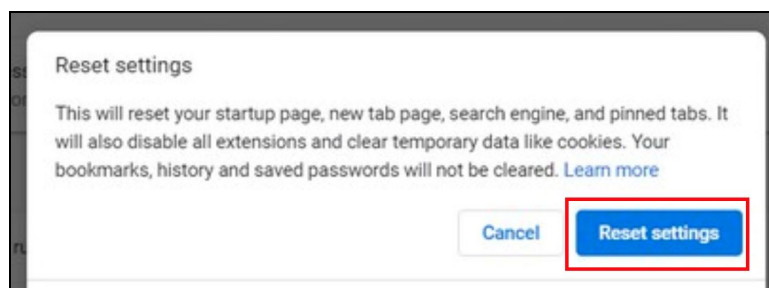 Reset settings
This will reset your startup page, new tab page, search engine, and pinned tabs. It
will also disable all extensions and clear temporary data like cookies. Your
bookmarks, history and saved passwords will not be cleared. Learn more
Cancel Reset settings